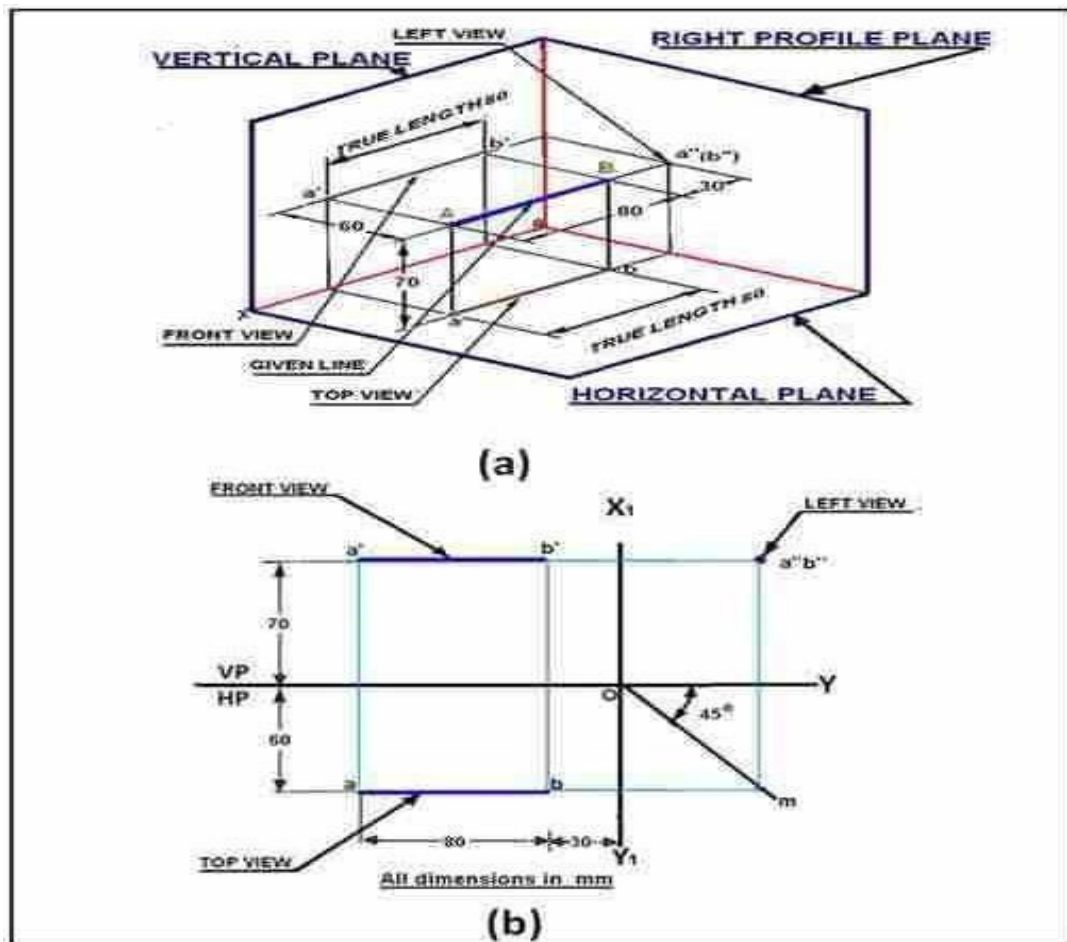 LEFT VIEW
RIGHT PROFILE PLANE
VERTICAL PLANE
TRUE LENGTH 80
b'
a''(b'')
a'
B
30
A
60
80
b
70
X
a
TRUE LENGTH 80
FRONT VIEW
GIVEN LINE
TOP VIEW
HORIZONTAL PLANE
(a)
FRONT VIEW
X1
LEFT VIEW
a'
b'
a''b''
70
VP
HP
O
Y
45°
60
a
b
m
80
30
TOP VIEW
Y1
All dimensions in mm
(b)